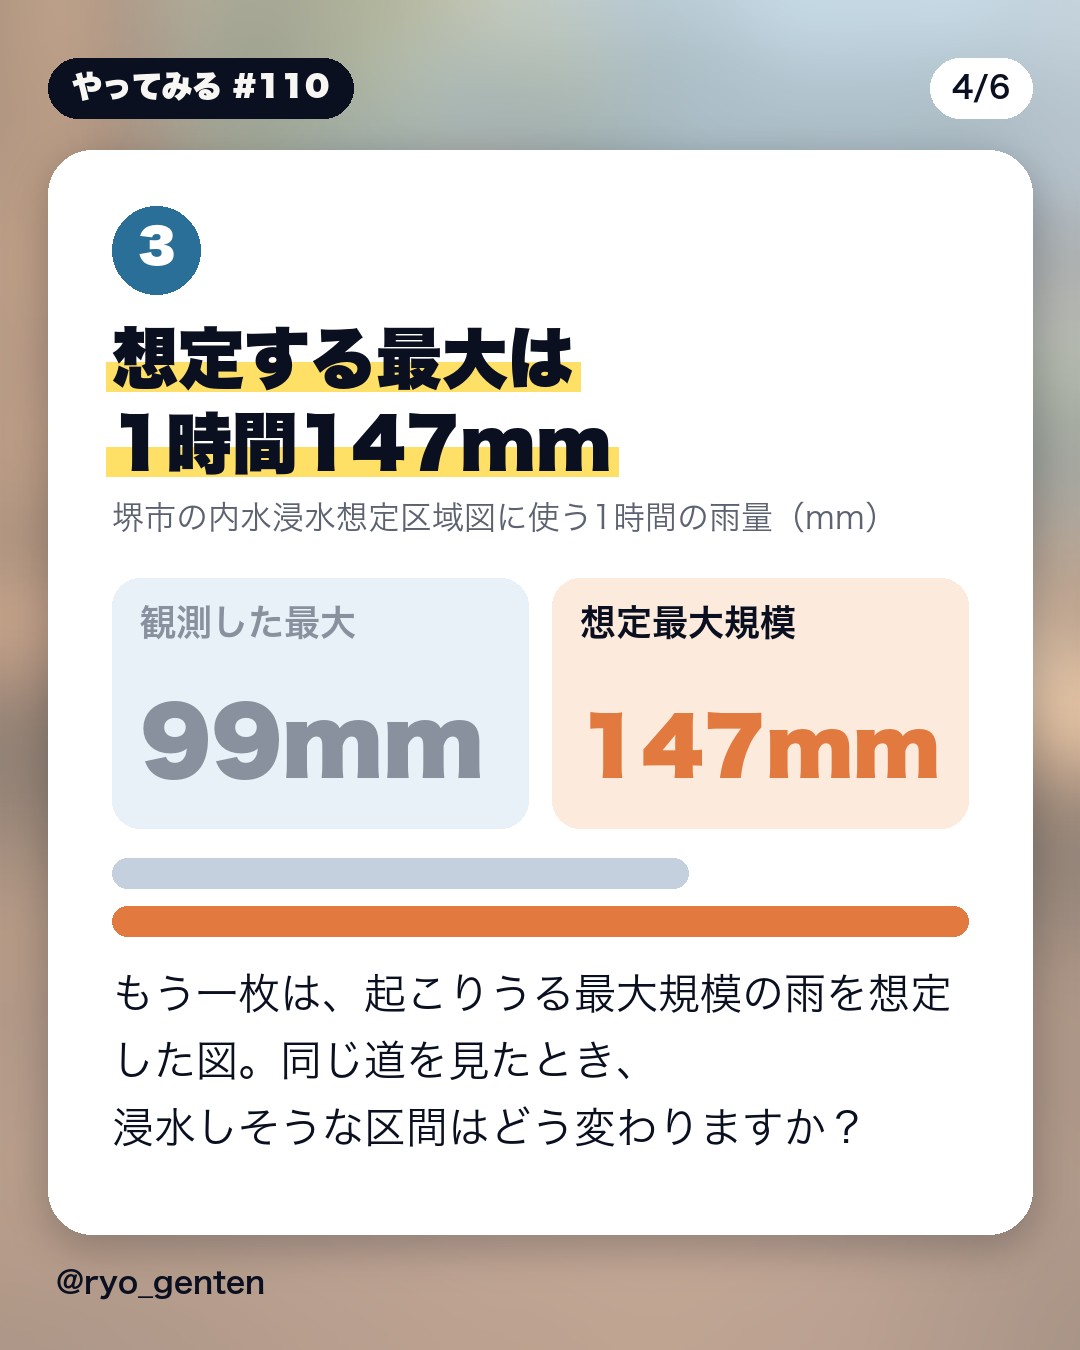 やってみる #110
4/6
3
想定する最大は
1時間147mm
堺市の内水浸水想定区域図に使う1時間の雨量（mm）
観測した最大
想定最大規模
99mm
147mm
もう一枚は、起こりうる最大規模の雨を想定
した図。同じ道を見たとき、
浸水しそうな区間はどう変わりますか？
@ryo_genten